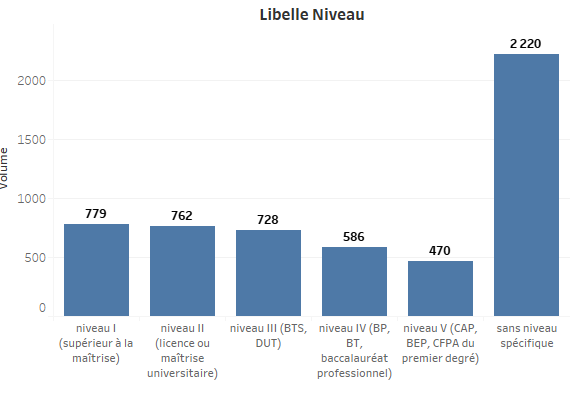 Libelle Niveau
Volume
2000
1500
1000
500
0
779
762
728
586
470
2 220
niveau I
(supérieur à la
maîtrise)
niveau II
(licence ou
maîtrise
universitaire)
niveau III (BTS,
DUT)
niveau IV (BP,
BT,
baccalauréat
professionnel)
niveau V (CAP,
BEP, CFPA du
premier degré)
sans niveau
spécifique